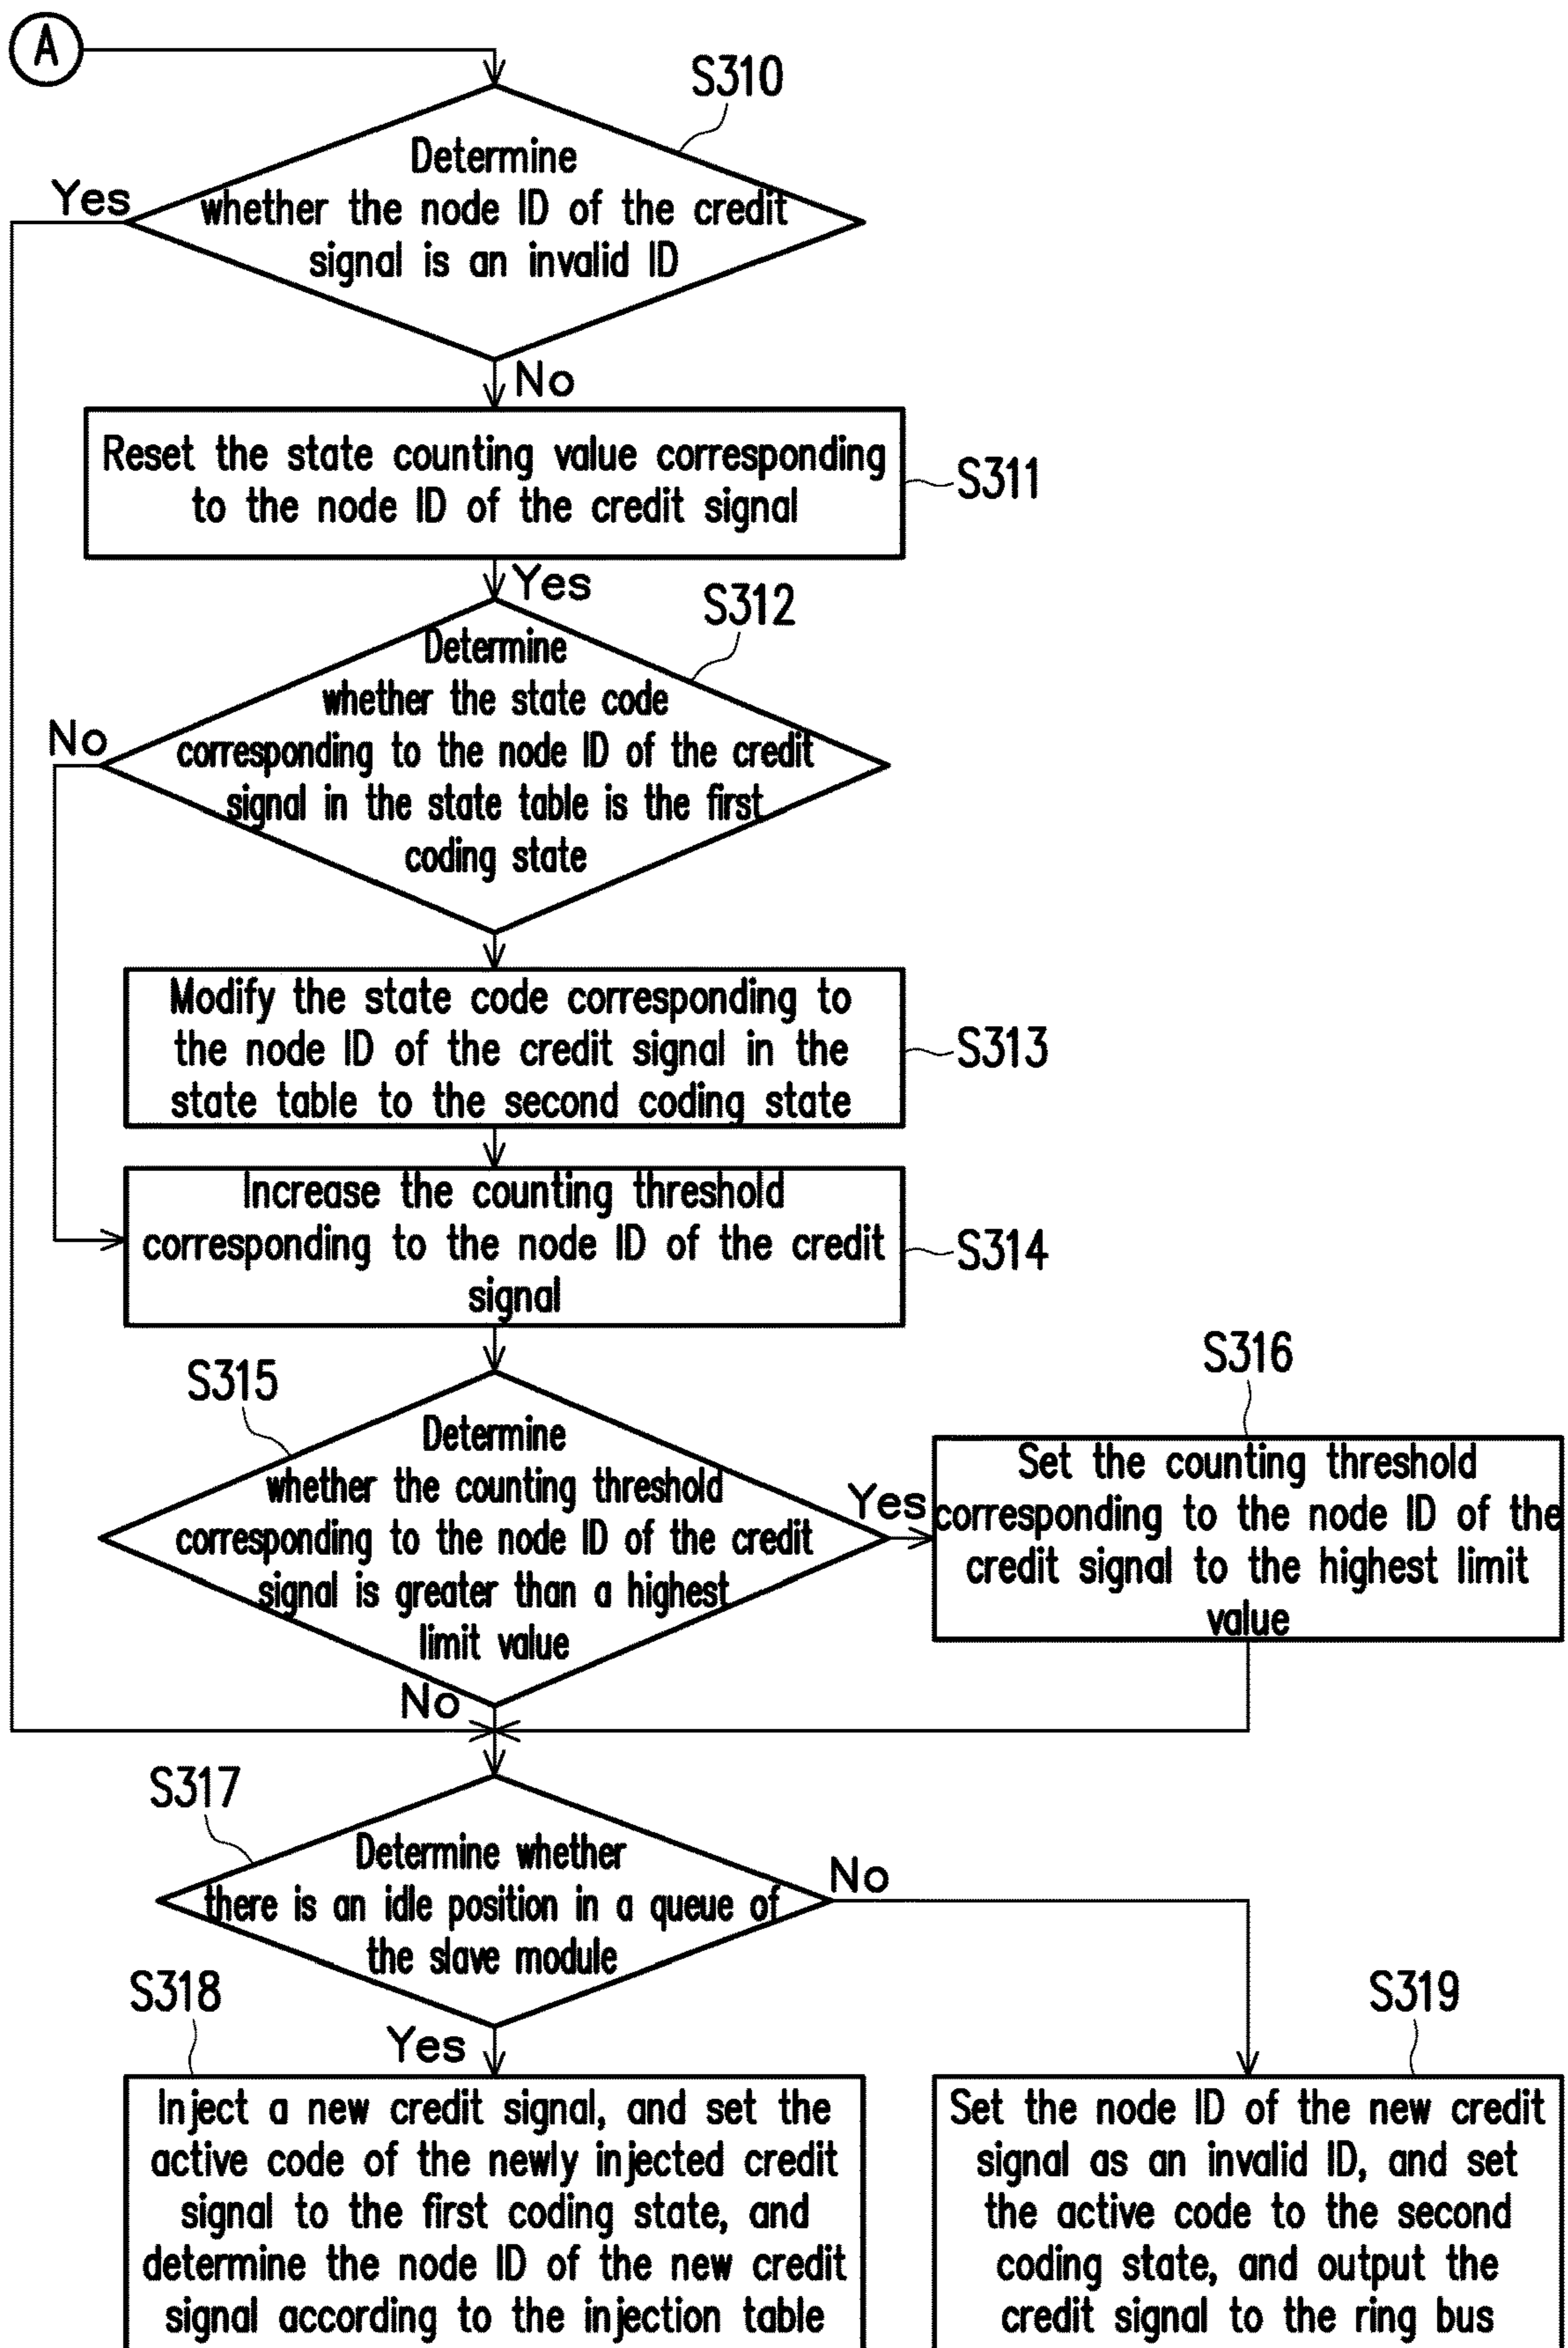 A
S310
Determine
whether the node ID of the credit
signal is an invalid ID
Yes
No
Reset the state counting value corresponding
to the node ID of the credit signal
S311
Yes
S312
Determine
whether the state code
corresponding to the node ID of the credit
signal in the state table is the first
coding state
No
Modify the state code corresponding to
the node ID of the credit signal in the
state table to the second coding state
S313
Increase the counting threshold
corresponding to the node ID of the credit
signal
S314
S315
Determine
whether the counting threshold
corresponding to the node ID of the credit
signal is greater than a highest
limit value
Yes
S316
Set the counting threshold
corresponding to the node ID of the
credit signal to the highest limit
value
No
S317
Determine whether
there is an idle position in a queue of
the slave module
No
Yes
S318
Inject a new credit signal, and set the
active code of the newly injected credit
signal to the first coding state, and
determine the node ID of the new credit
signal according to the injection table
S319
Set the node ID of the new credit
signal as an invalid ID, and set
the active code to the second
coding state, and output the
credit signal to the ring bus